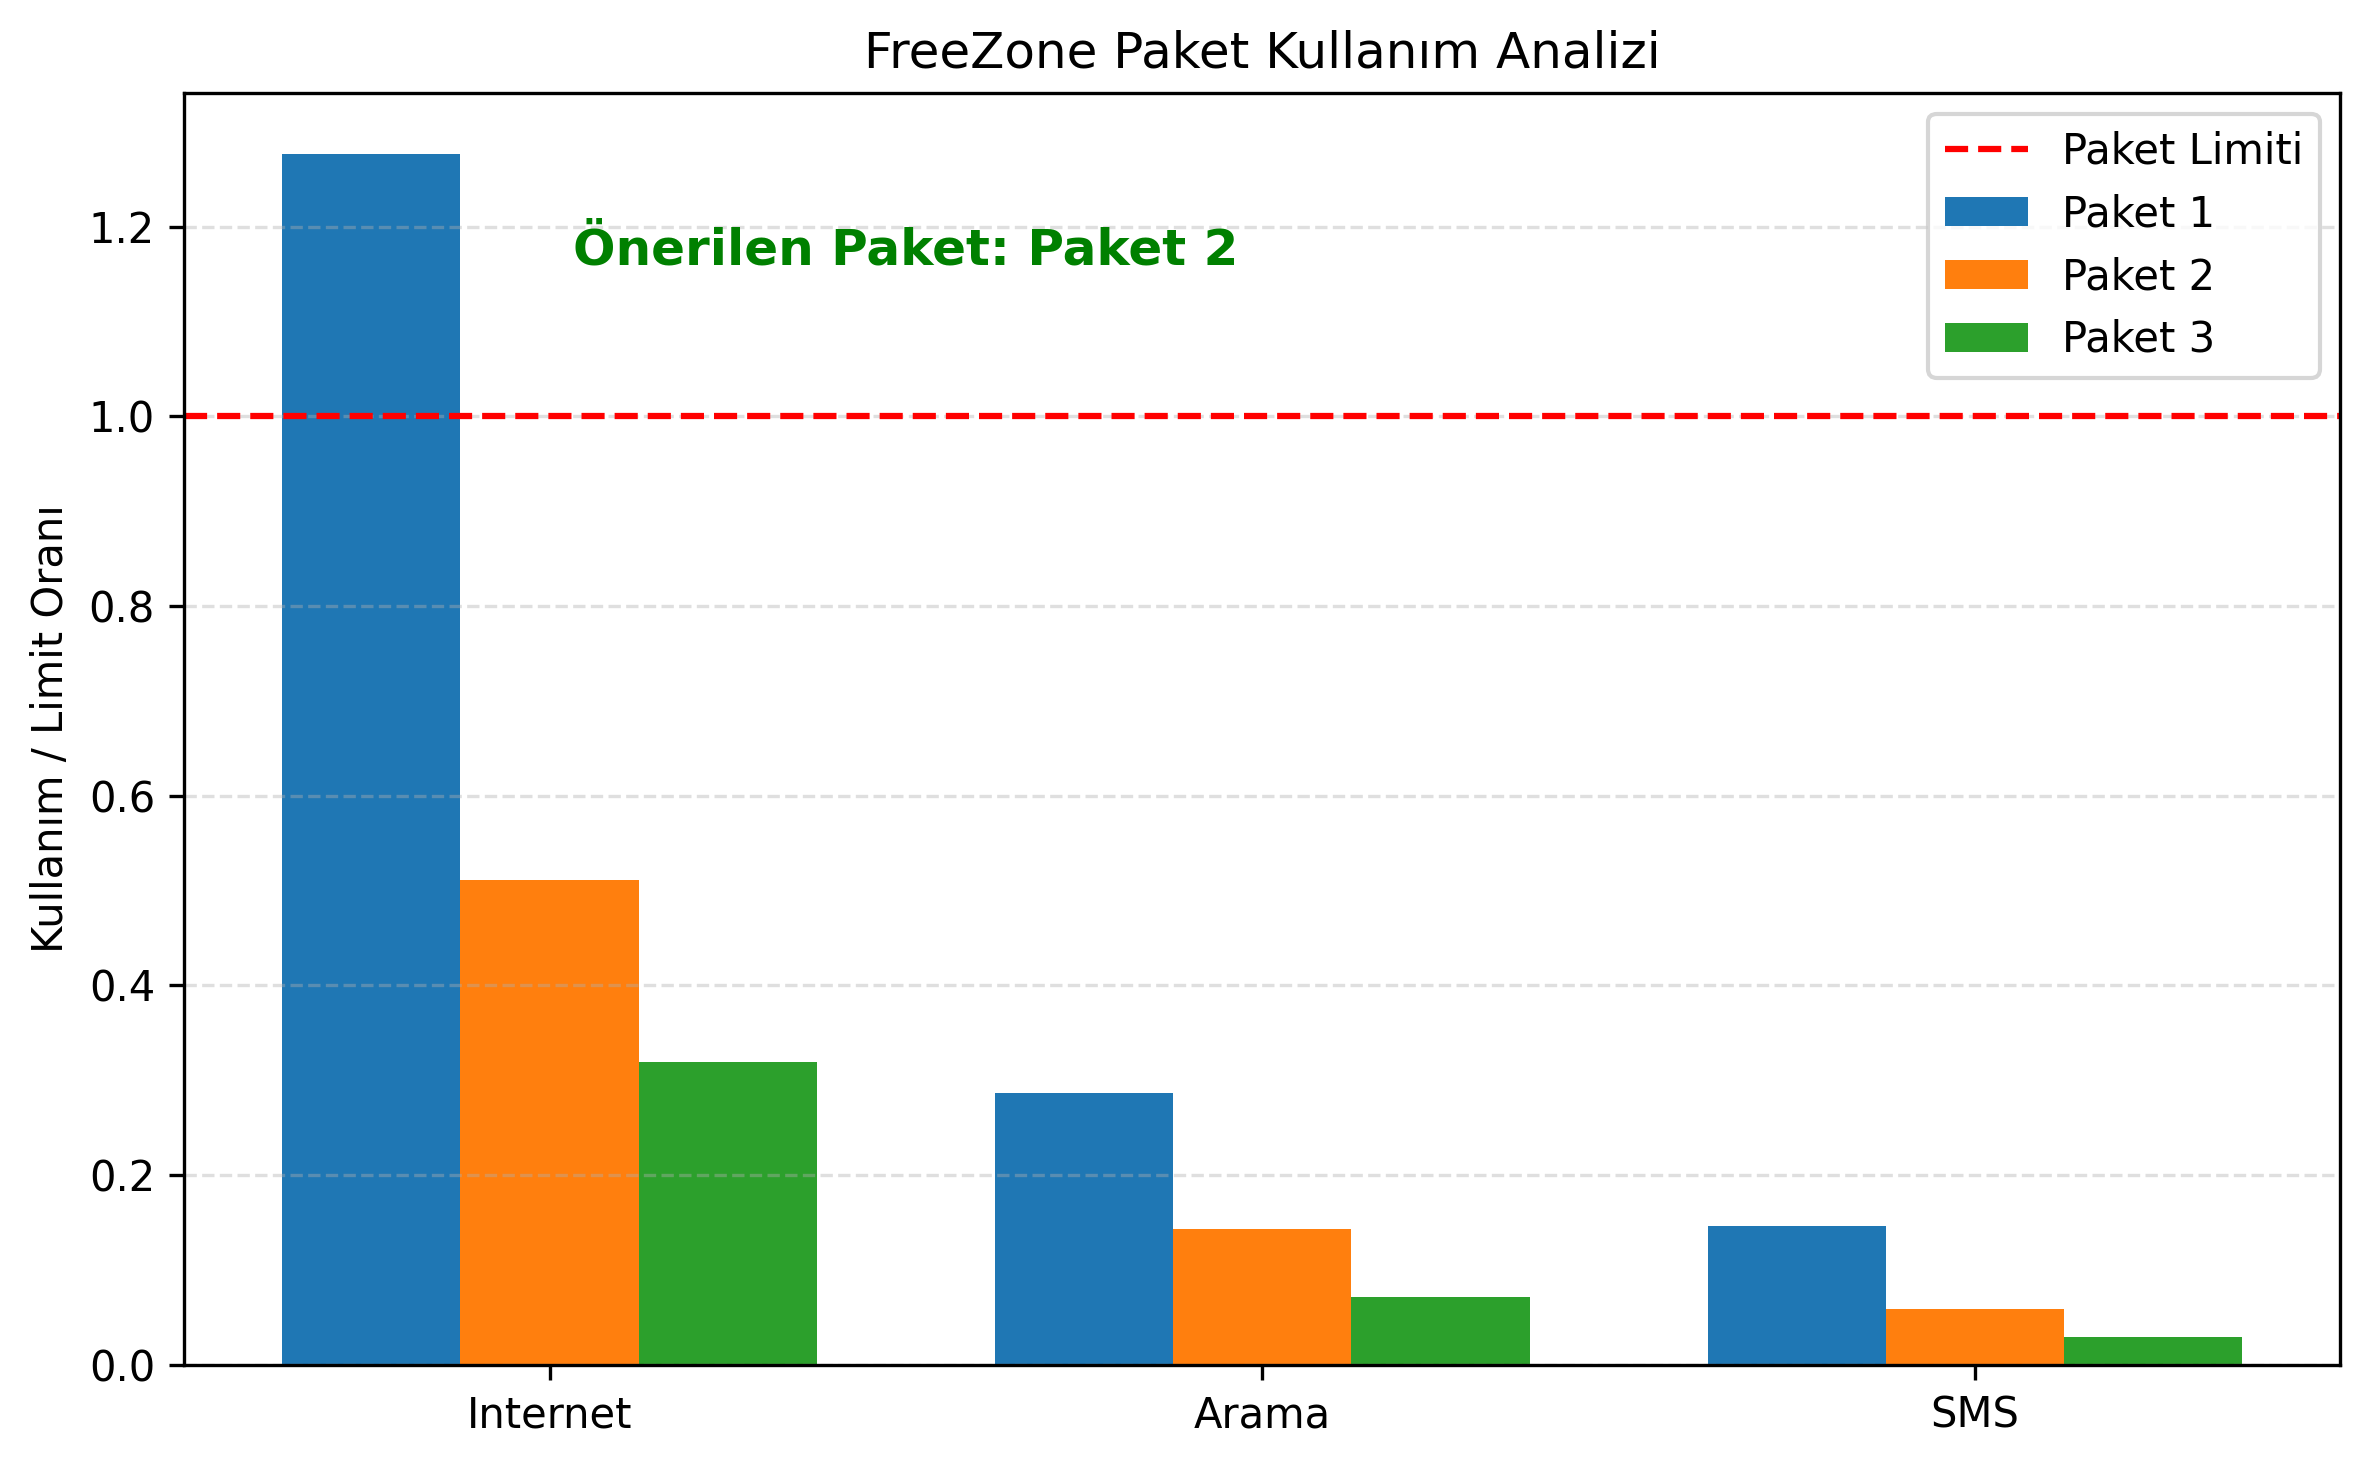 FreeZone Paket Kullanım Analizi
Kullanım / Limit Oranı
1.2
1.0
0.8
0.6
0.4
0.2
0.0
Önerilen Paket: Paket 2
Paket Limiti
Paket 1
Paket 2
Paket 3
Internet
Arama
SMS